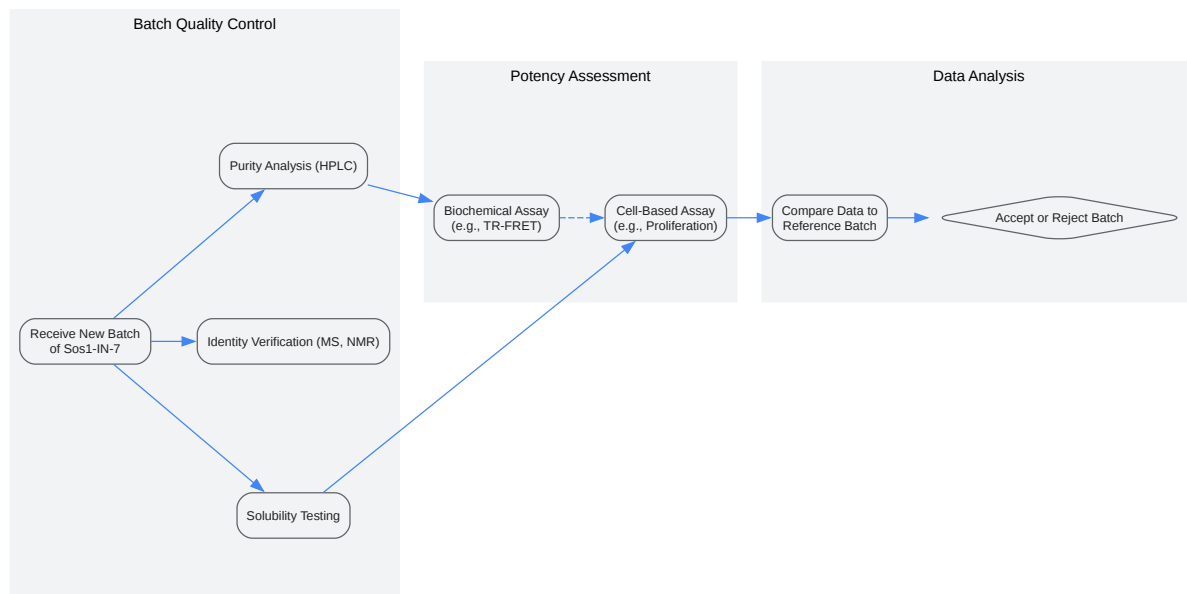 Batch Quality Control
Potency Assessment
Data Analysis
Purity Analysis (HPLC)
Biochemical Assay
(e.g., TR-FRET)
Cell-Based Assay
(e.g., Proliferation)
Compare Data to
Reference Batch
Accept or Reject Batch
Receive New Batch
of Sos1-IN-7
Identity Verification (MS, NMR)
Solubility Testing